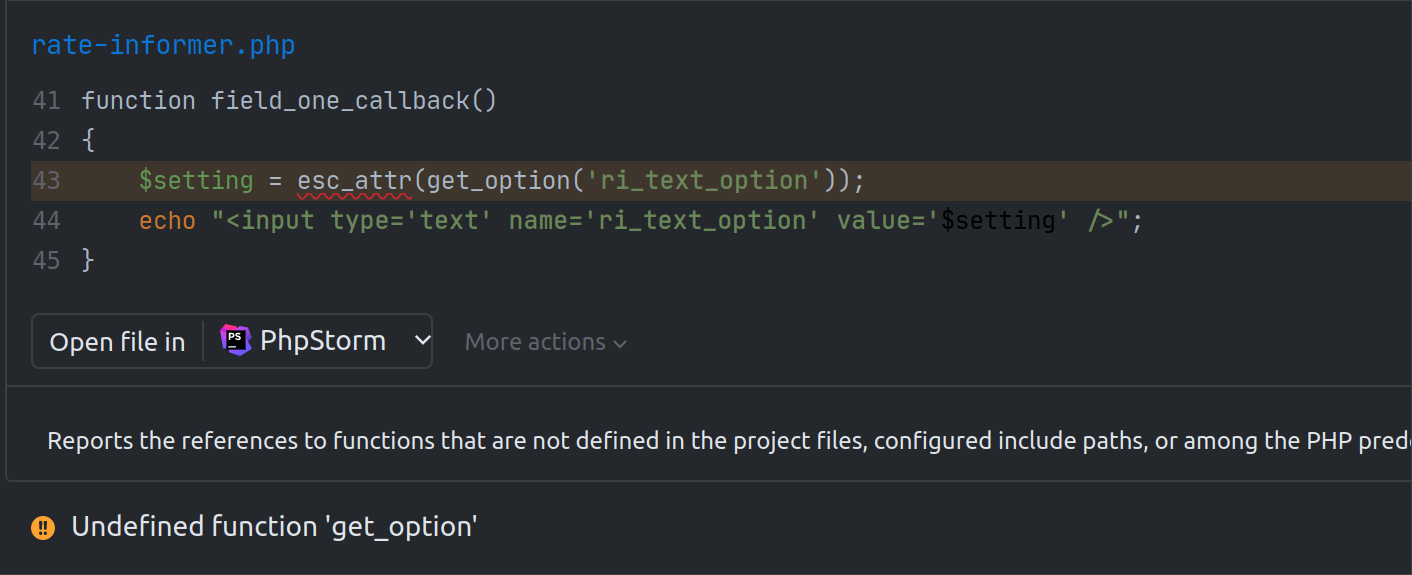 rate-informer.php
41 function field_one_callback()
42 {
43 $setting = esc_attr(get_option('ri_text_option'));
44 echo "<input type='text' name='ri_text_option' value='$setting' />";
45 }
Open file in PS PhpStorm More actions
Reports the references to functions that are not defined in the project files, configured include paths, or among the PHP pred
!! Undefined function 'get_option'